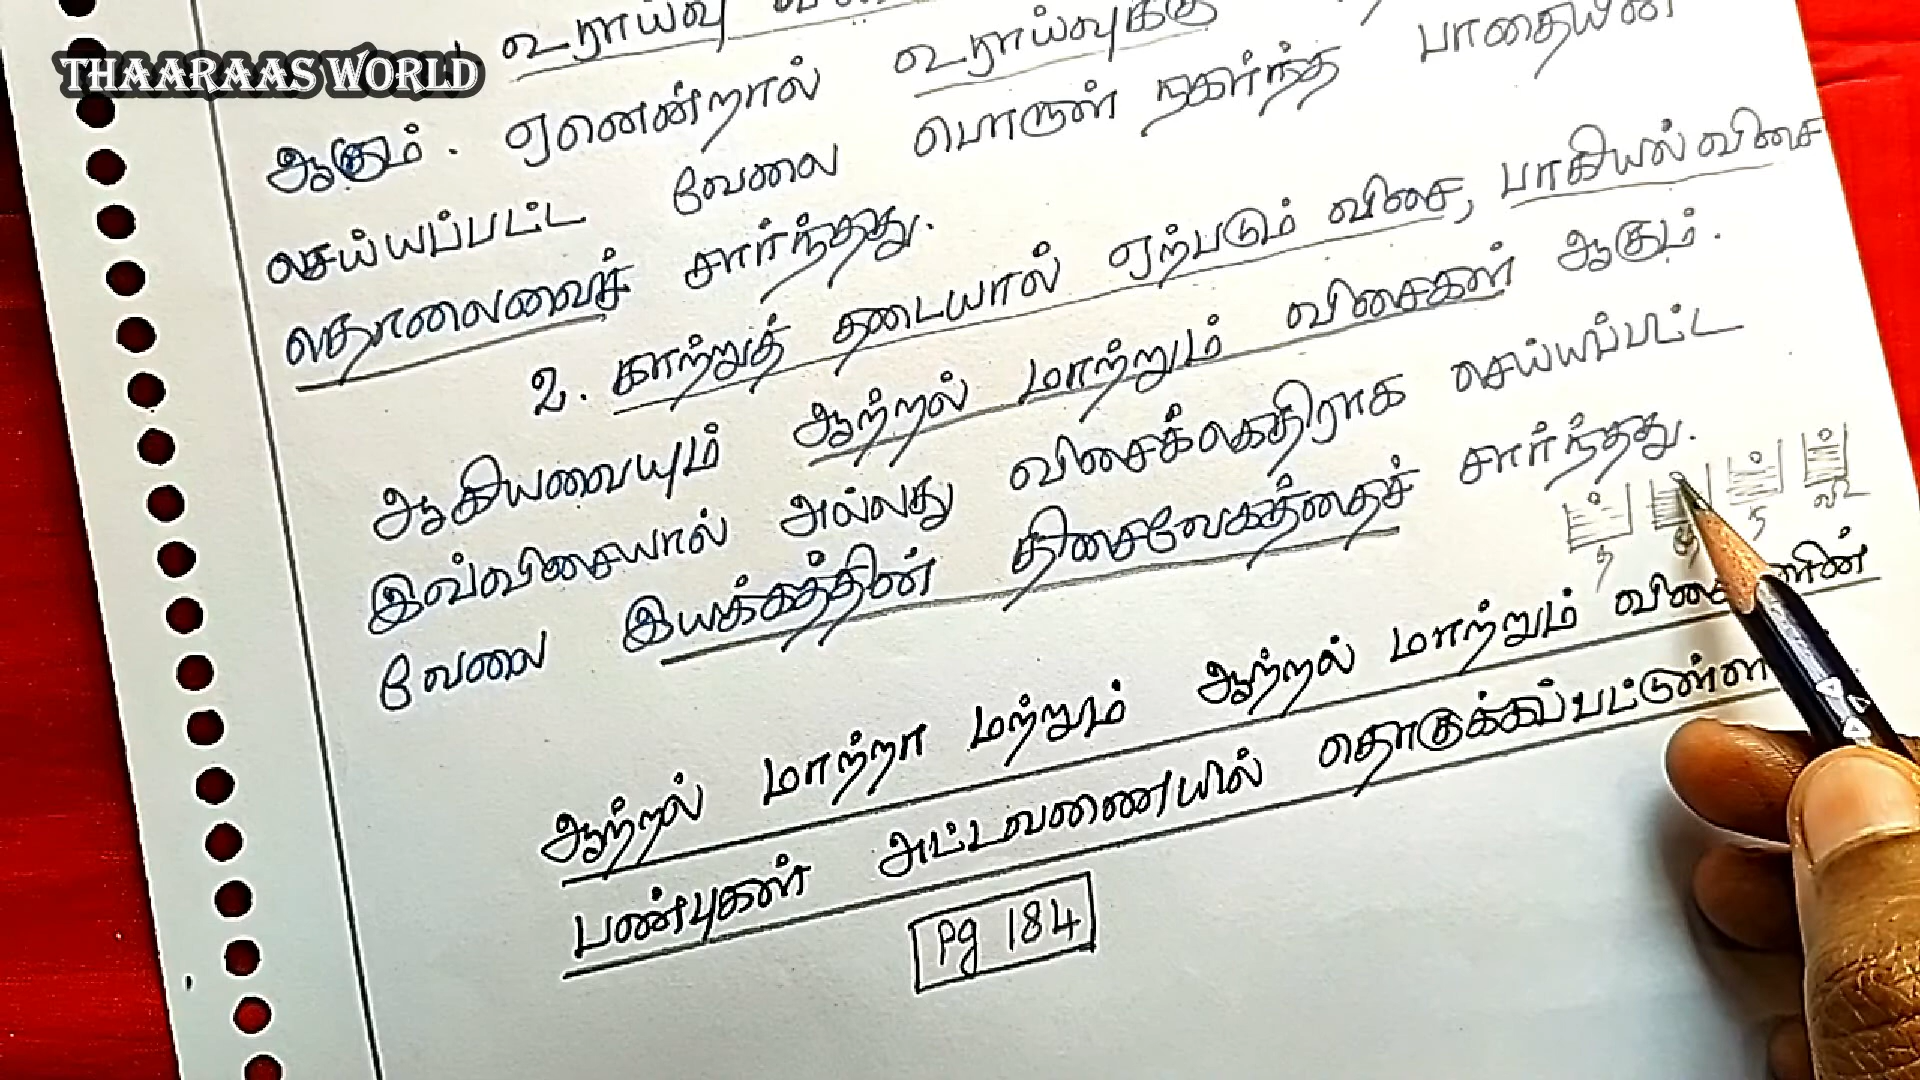 THAARAAS WORLD
உராய்வு
ஆகும். ஏனென்றால் உராய்வுக்கு
செய்யப்பட்ட வேலை பொருள் நகர்ந்த பாதையின்
தொலைவைச் சார்ந்தது.
2. காற்றுத் தடையால் ஏற்படும் விசை, பாகியல் விசை
ஆகியவையும் ஆற்றல் மாற்றும் விசைகள் ஆகும்.
இவ்விசையால் அல்லது விசைக்கெதிராக செய்யப்பட்ட
வேலை இயக்கத்தின் திசைவேகத்தைச் சார்ந்தது.
ஆற்றல் மாற்றா மற்றும் ஆற்றல் மாற்றும்
பண்புகள் அட்டவணையில் தொகுக்கப்பட்டுள்ள
Pg 184